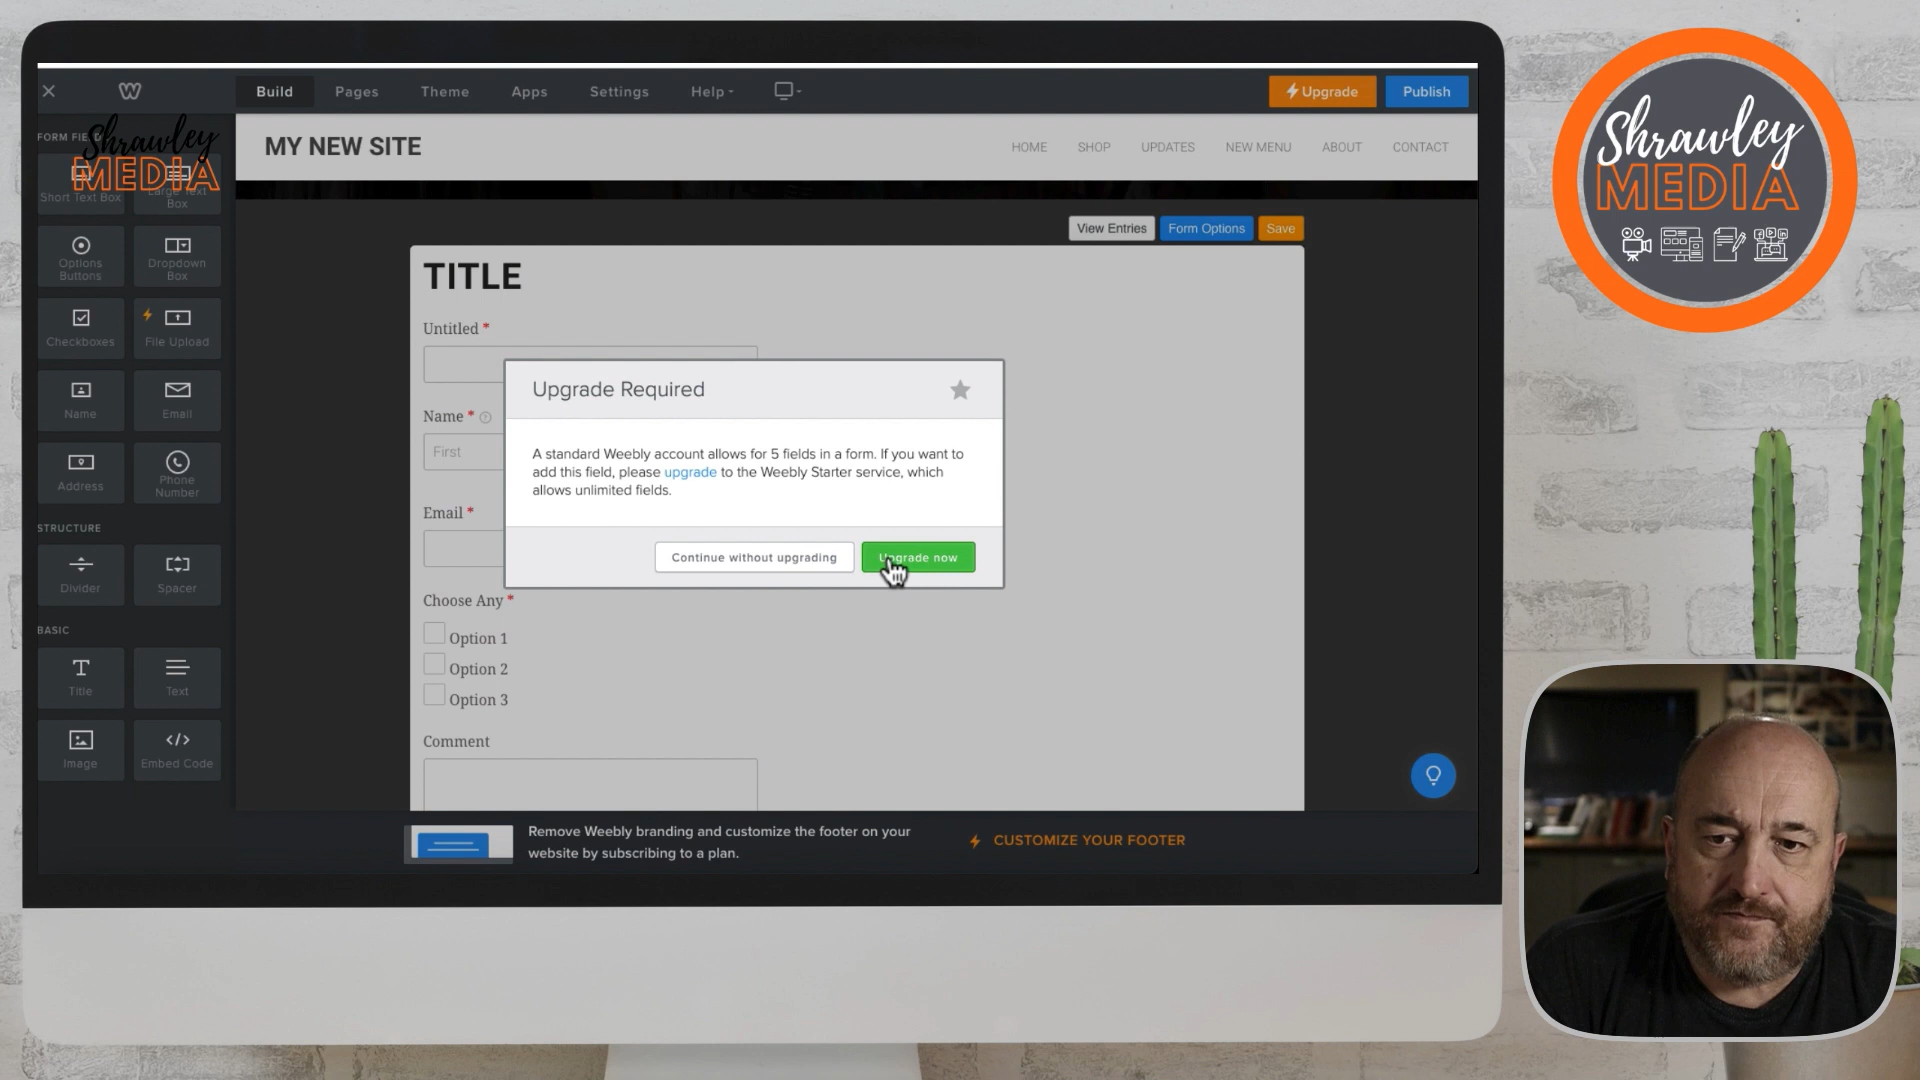 Build
Pages
Theme
Apps
Settings
Help
Upgrade
Publish
FORM FIE
Shrawley
MEDIA
Short Text Box
Large Text
Box
Options
Buttons
Dropdown
Box
Checkboxes
File Upload
Name
Email
Address
Phone
Number
STRUCTURE
Divider
Spacer
BASIC
Title
Text
Image
Embed Code
MY NEW SITE
HOME
SHOP
UPDATES
NEW MENU
ABOUT
CONTACT
View Entries
Form Options
Save
TITLE
Untitled *
Name *
First
Email *
Choose Any *
Option 1
Option 2
Option 3
Comment
Upgrade Required
A standard Weebly account allows for 5 fields in a form. If you want to
add this field, please upgrade to the Weebly Starter service, which
allows unlimited fields.
Continue without upgrading
Upgrade now
Remove Weebly branding and customize the footer on your
website by subscribing to a plan.
CUSTOMIZE YOUR FOOTER
Shrawley
MEDIA